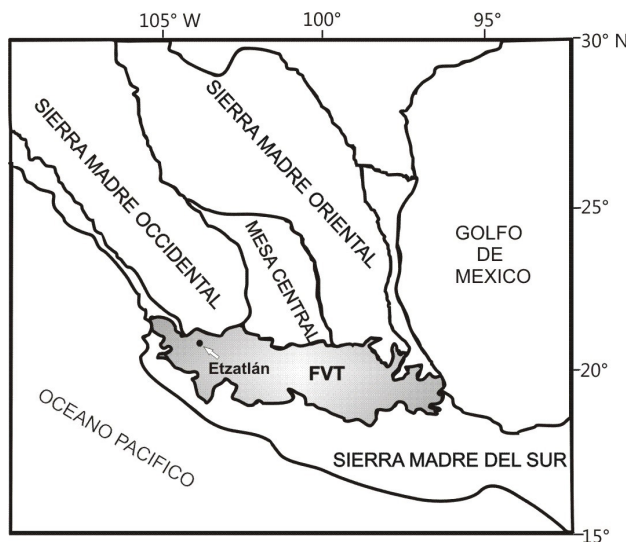 105° W
100°
95°
30° N
SIERRA MADRE OCCIDENTAL
SIERRA MADRE ORIENTAL
MESA CENTRAL
25°
GOLFO
DE
MEXICO
Etzatlán
FVT
20°
OCEANO PACIFICO
SIERRA MADRE DEL SUR
15°